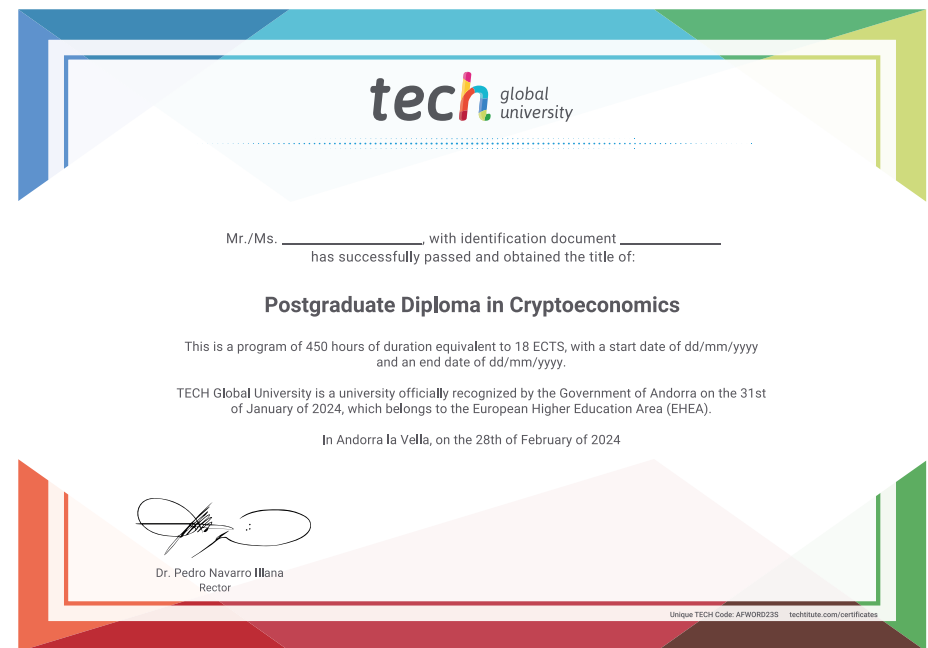 tech global
university
Mr./Ms. ____________, with identification document ____________
has successfully passed and obtained the title of:
Postgraduate Diploma in Cryptoeconomics
This is a program of 450 hours of duration equivalent to 18 ECTS, with a start date of dd/mm/yyyy
and an end date of dd/mm/yyyy.
TECH Global University is a university officially recognized by the Government of Andorra on the 31st
of January of 2024, which belongs to the European Higher Education Area (EHEA).
In Andorra la Vella, on the 28th of February of 2024
Dr. Pedro Navarro Illana
Rector
Unique TECH Code: AFWORD23S techtitute.com/certificates